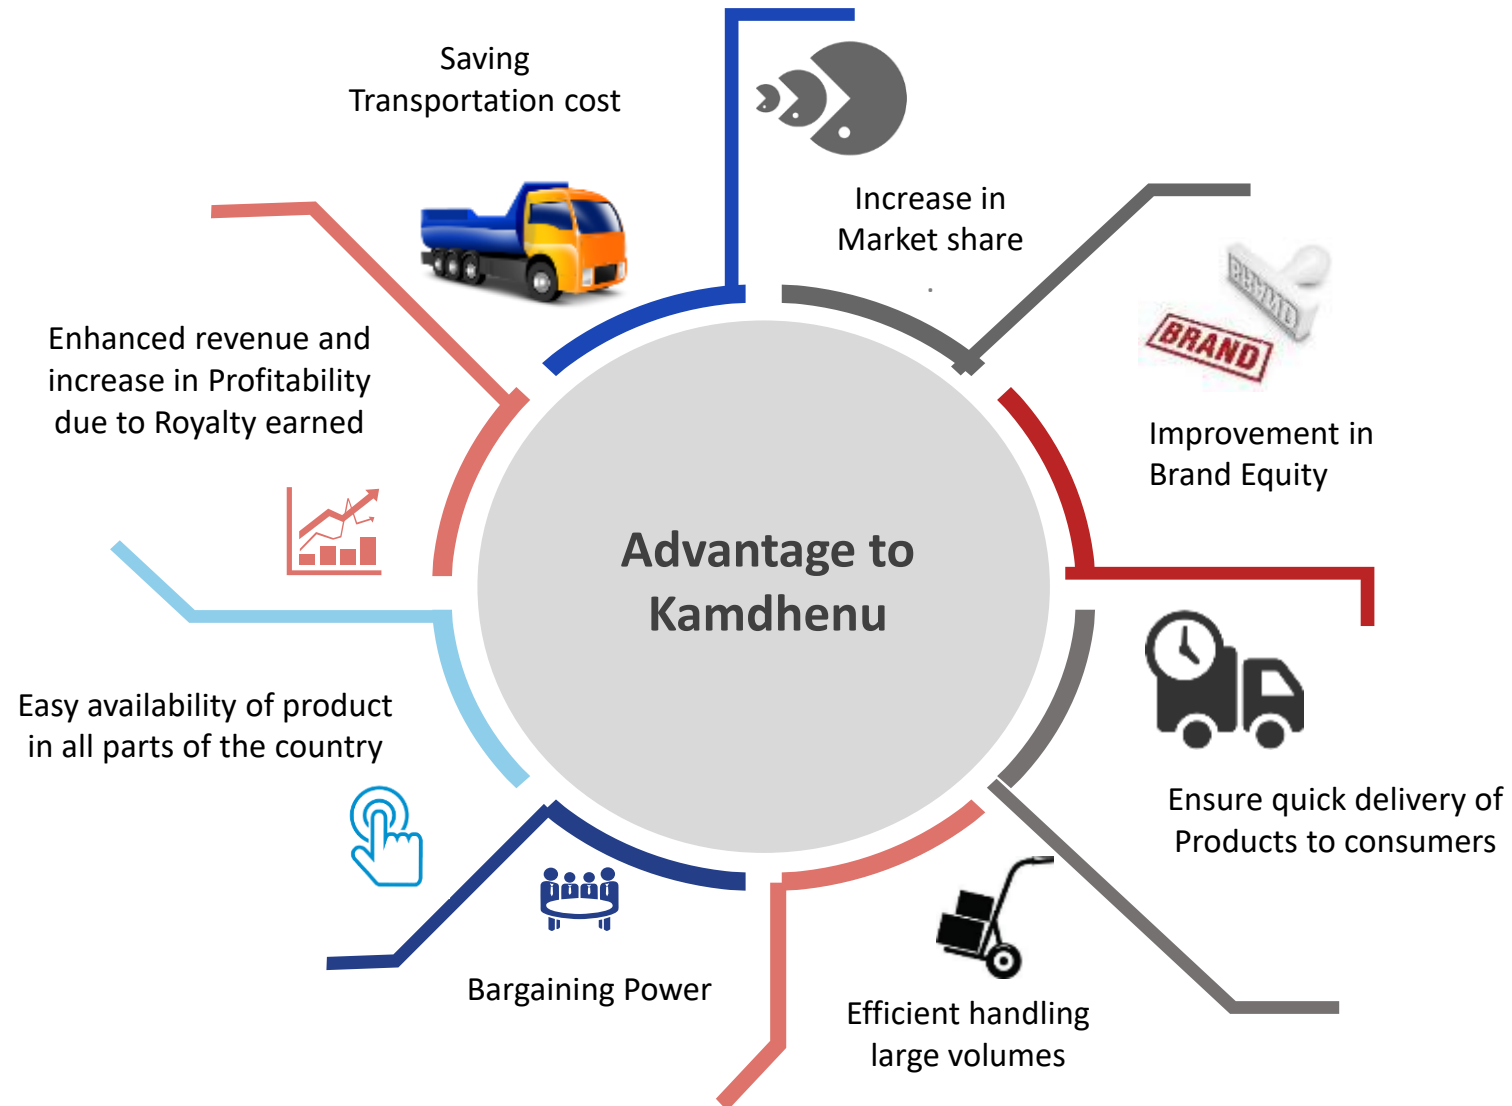 Saving
Transportation cost
Increase in
Market share
.
BRAND
BRAND
Improvement in
Brand Equity
Enhanced revenue and
increase in Profitability
due to Royalty earned
Advantage to
Kamdhenu
Easy availability of product
in all parts of the country
Ensure quick delivery of
Products to consumers
Bargaining Power
Efficient handling
large volumes